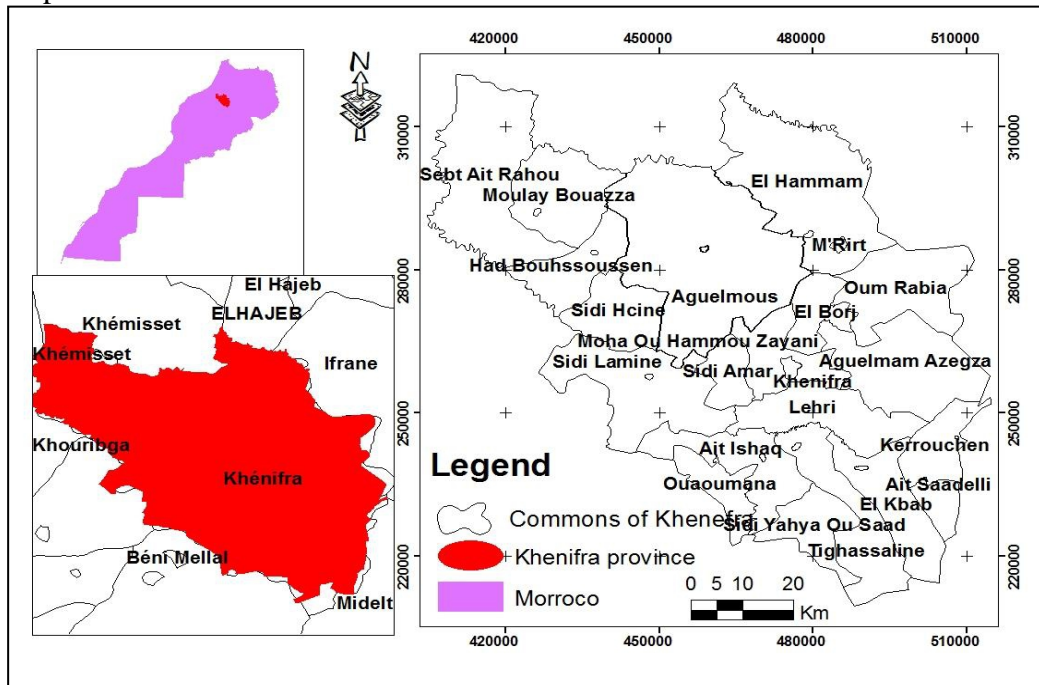 N
El Hajeb
ELHAJEB
Khémisset
Khémisset
Ifrane
Khouribga
Khénifra
Béni Mellal
Midelt
420000 450000 480000 510000
310000
310000
280000
280000
250000
250000
220000
220000
Sebt Ait Rahou
Moulay Bouazza
El Hammam
M'Rirt
Had Bouhssoussen
Oum Rabia
Aguelmous
Sidi Hcine
El Borj
Moha Ou Hammou Zayani
Sidi Lamine
Aguelmam Azegza
Sidi Amar
Khenifra
Lehri
Ait Ishaq
Kerrouchen
Ouaoumana
Ait Saadelli
El Kbab
Sidi Yahya Ou Saad
Tighassaline
Legend
Commons of Khenefra
Khenifra province
Morroco
0 5 10 20
Km
420000 450000 480000 510000